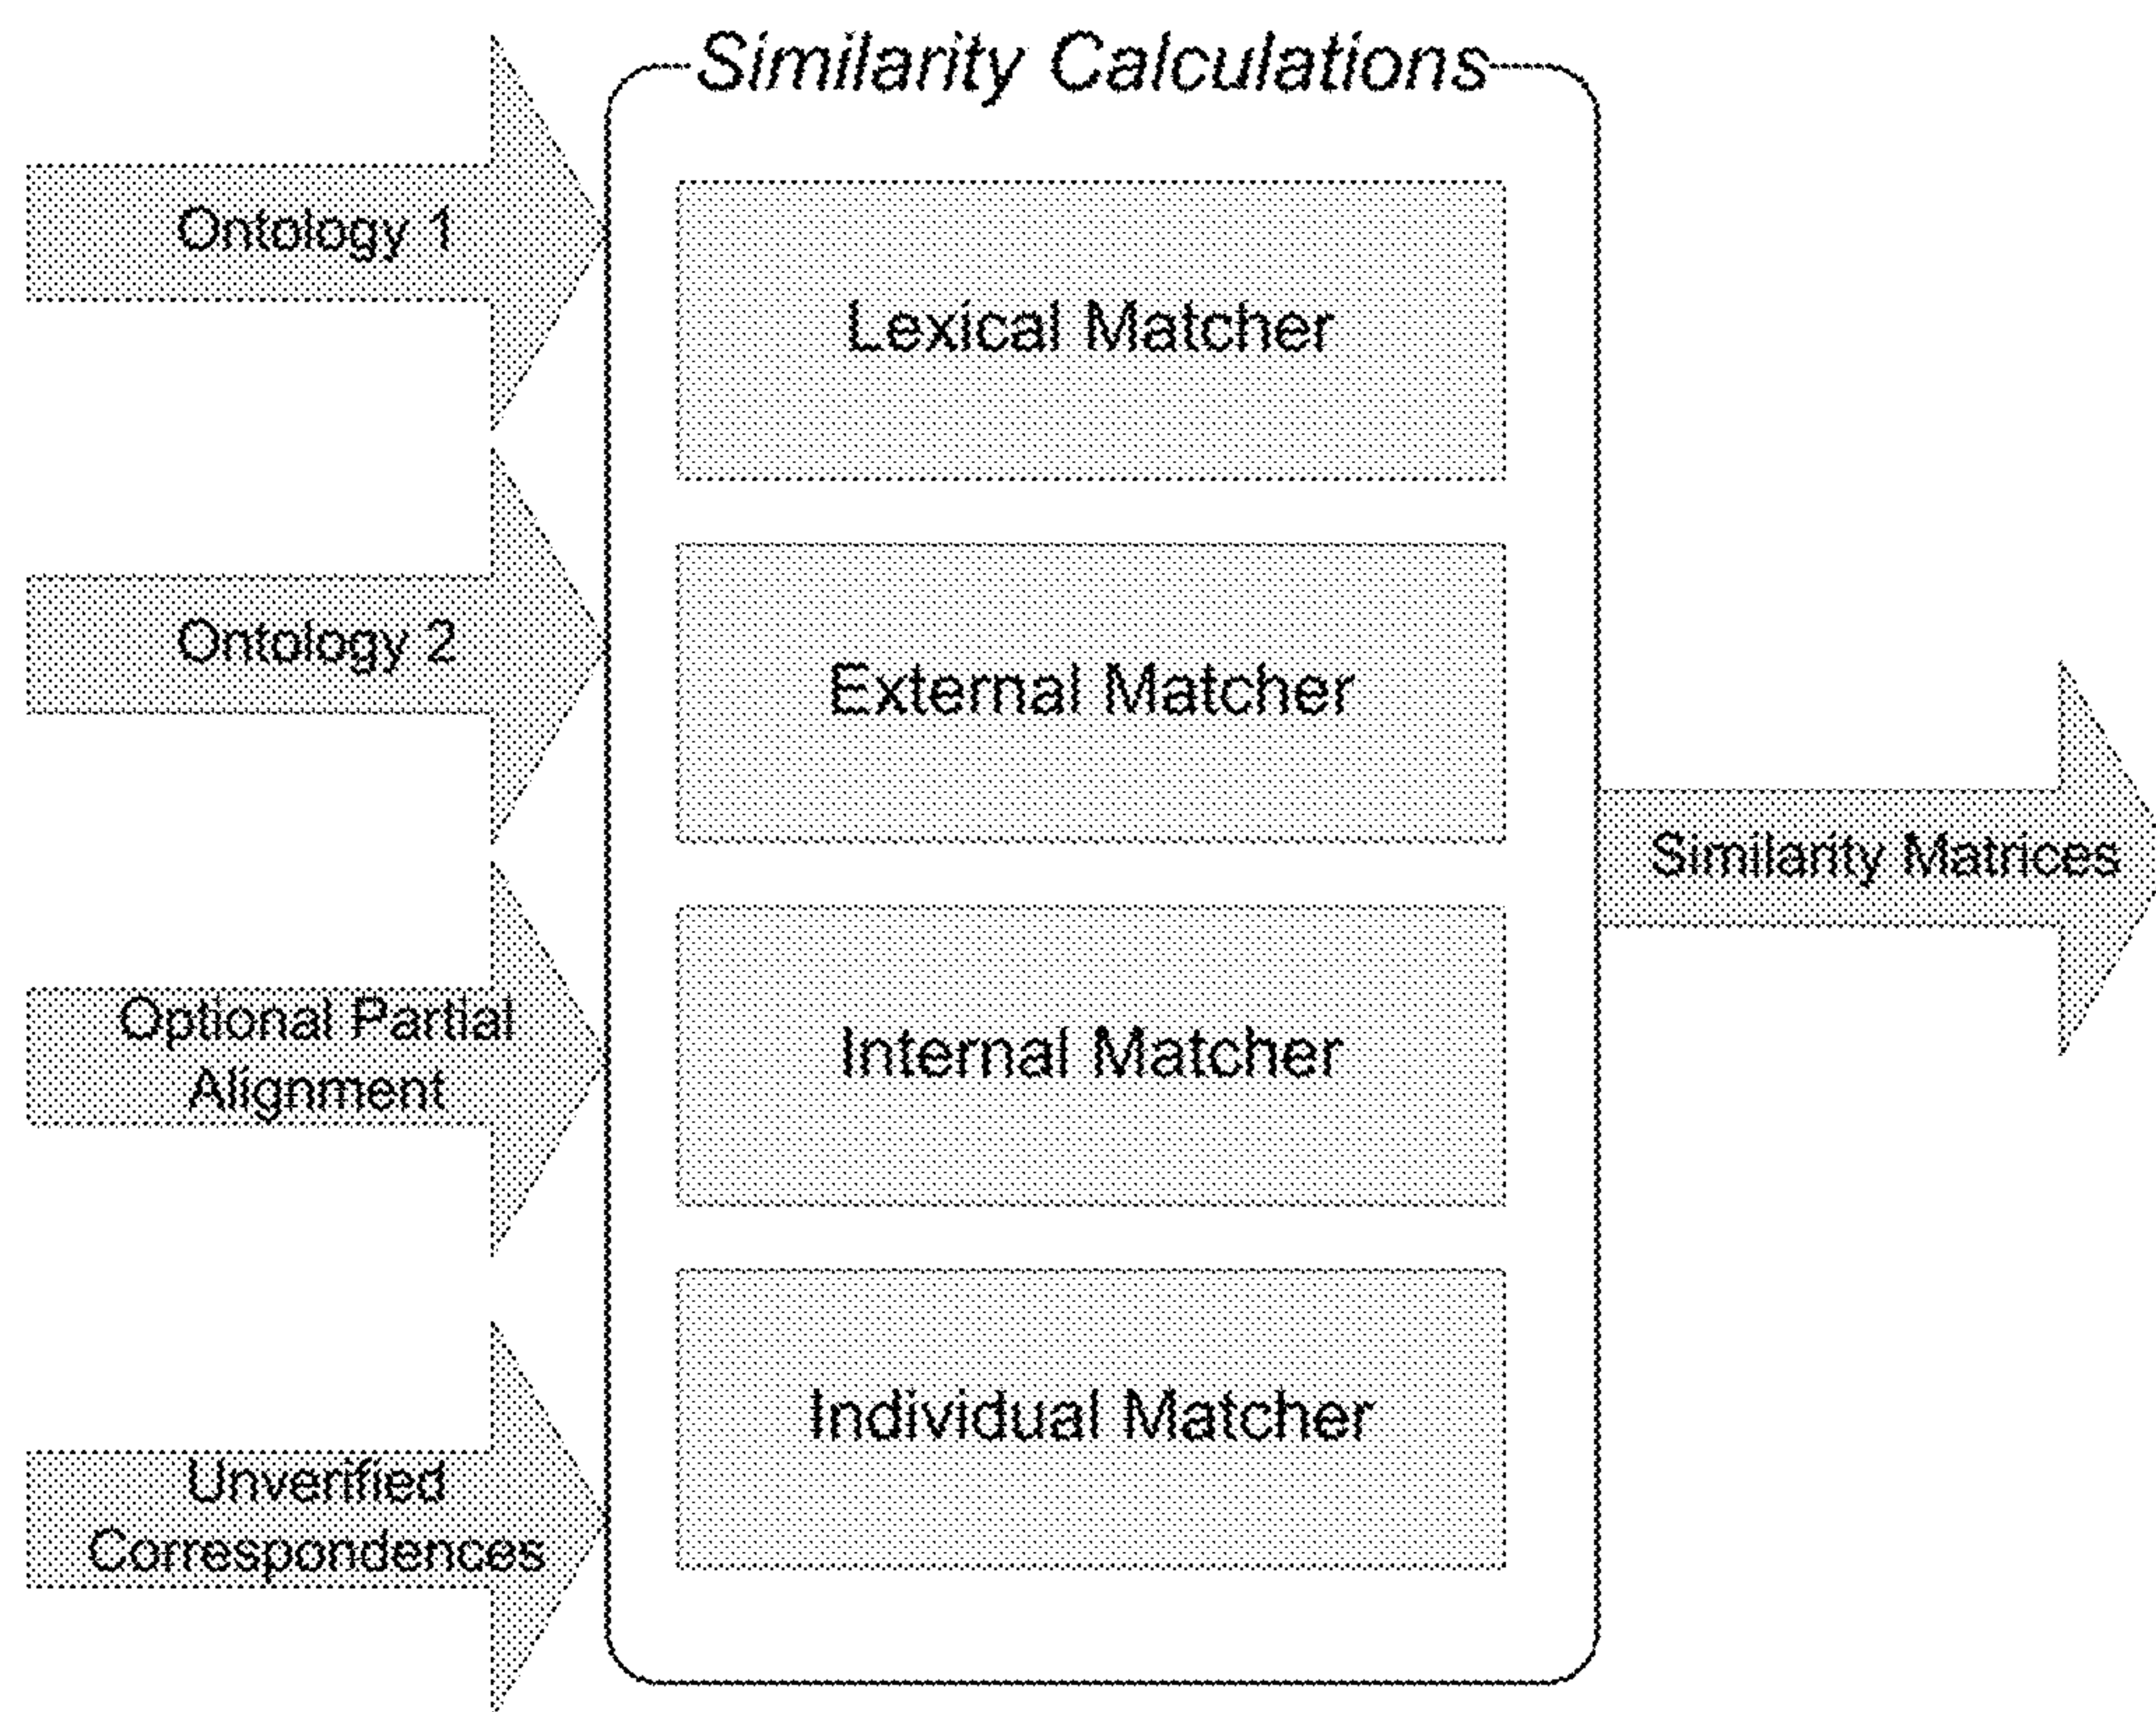 Similarity Calculations
Ontology 1
Ontology 2
Optional Partial
Alignment
Unverified
Correspondences
Lexical Matcher
External Matcher
Internal Matcher
Individual Matcher
Similarity Matrices